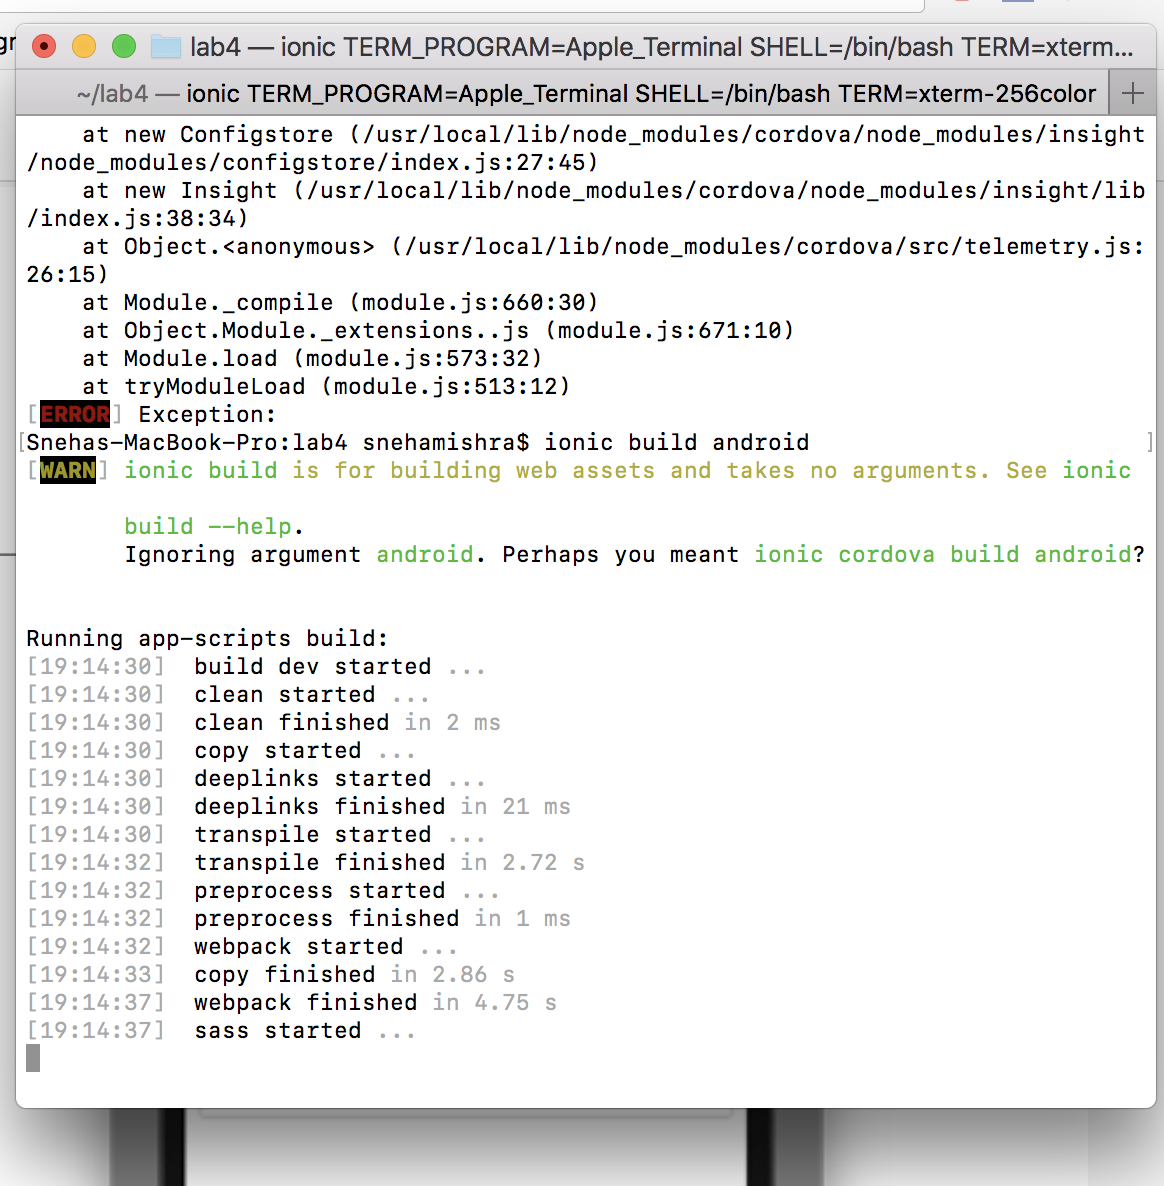 gr
lab4 — ionic TERM_PROGRAM=Apple_Terminal SHELL=/bin/bash TERM=xterm...
~/lab4 — ionic TERM_PROGRAM=Apple_Terminal SHELL=/bin/bash TERM=xterm-256color +
at new Configstore (/usr/local/lib/node_modules/cordova/node_modules/insight
/node_modules/configstore/index.js:27:45)
at new Insight (/usr/local/lib/node_modules/cordova/node_modules/insight/lib
/index.js:38:34)
at Object.<anonymous> (/usr/local/lib/node_modules/cordova/src/telemetry.js:
26:15)
at Module._compile (module.js:660:30)
at Object.Module._extensions..js (module.js:671:10)
at Module.load (module.js:573:32)
at tryModuleLoad (module.js:513:12)
[ERROR] Exception:
[Snehas-MacBook-Pro:lab4 snehamishra$ ionic build android ]
[WARN] ionic build is for building web assets and takes no arguments. See ionic
build --help.
Ignoring argument android. Perhaps you meant ionic cordova build android?
Running app-scripts build:
[19:14:30] build dev started ...
[19:14:30] clean started ...
[19:14:30] clean finished in 2 ms
[19:14:30] copy started ...
[19:14:30] deeplinks started ...
[19:14:30] deeplinks finished in 21 ms
[19:14:30] transpile started ...
[19:14:32] transpile finished in 2.72 s
[19:14:32] preprocess started ...
[19:14:32] preprocess finished in 1 ms
[19:14:32] webpack started ...
[19:14:33] copy finished in 2.86 s
[19:14:37] webpack finished in 4.75 s
[19:14:37] sass started ...